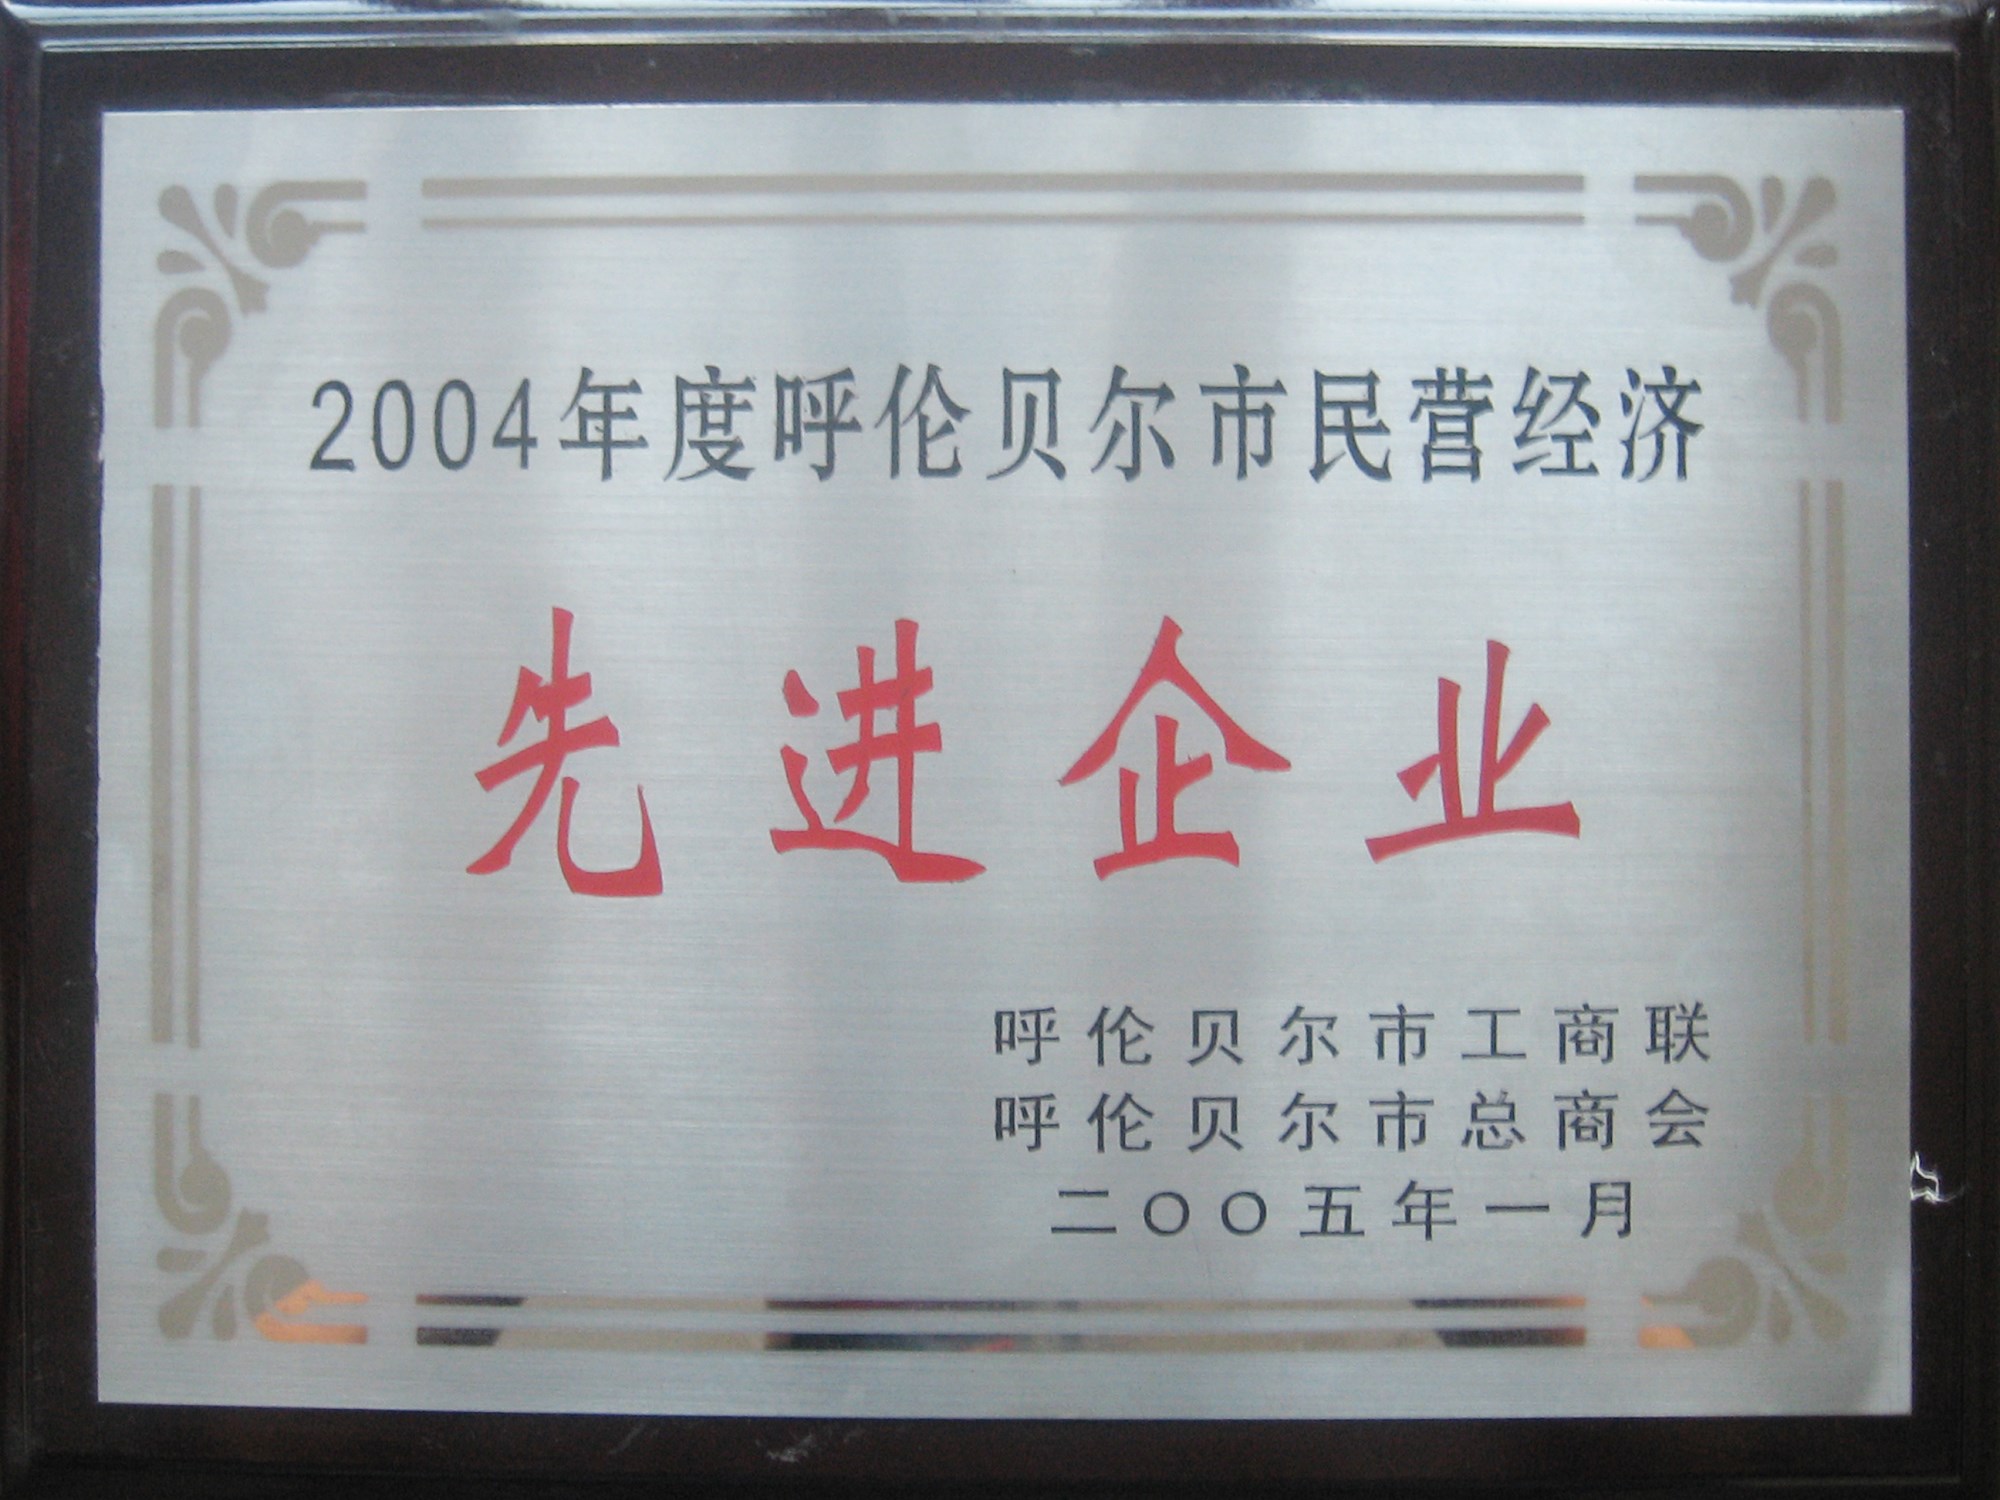 2004年度呼伦贝尔市民营经济
先进企业
呼伦贝尔市工商联
呼伦贝尔市总商会
二〇〇五年一月